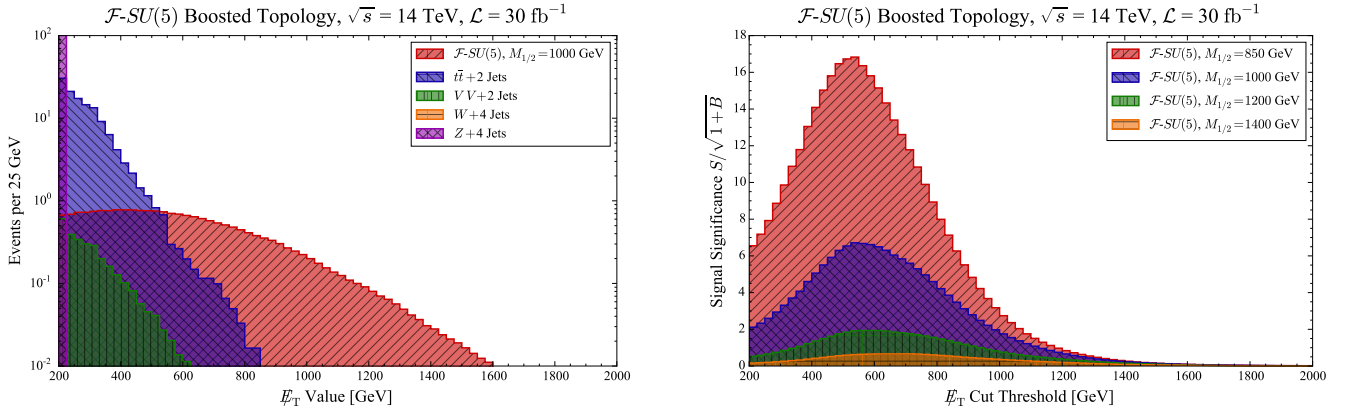 ℱ-SU(5) Boosted Topology, √s = 14 TeV, ℒ = 30 fb⁻¹
Events per 25 GeV
10²
10¹
10⁰
10⁻¹
10⁻²
ℱ-SU(5), M₁/₂=1000 GeV
tt̄+2 Jets
VV+2 Jets
W+4 Jets
Z+4 Jets
200 400 600 800 1000 1200 1400 1600 1800 2000
E̸_T Value [GeV]
ℱ-SU(5) Boosted Topology, √s = 14 TeV, ℒ = 30 fb⁻¹
Signal Significance S/√1+B
18
16
14
12
10
8
6
4
2
0
ℱ-SU(5), M₁/₂=850 GeV
ℱ-SU(5), M₁/₂=1000 GeV
ℱ-SU(5), M₁/₂=1200 GeV
ℱ-SU(5), M₁/₂=1400 GeV
200 400 600 800 1000 1200 1400 1600 1800 2000
E̸_T Cut Threshold [GeV]